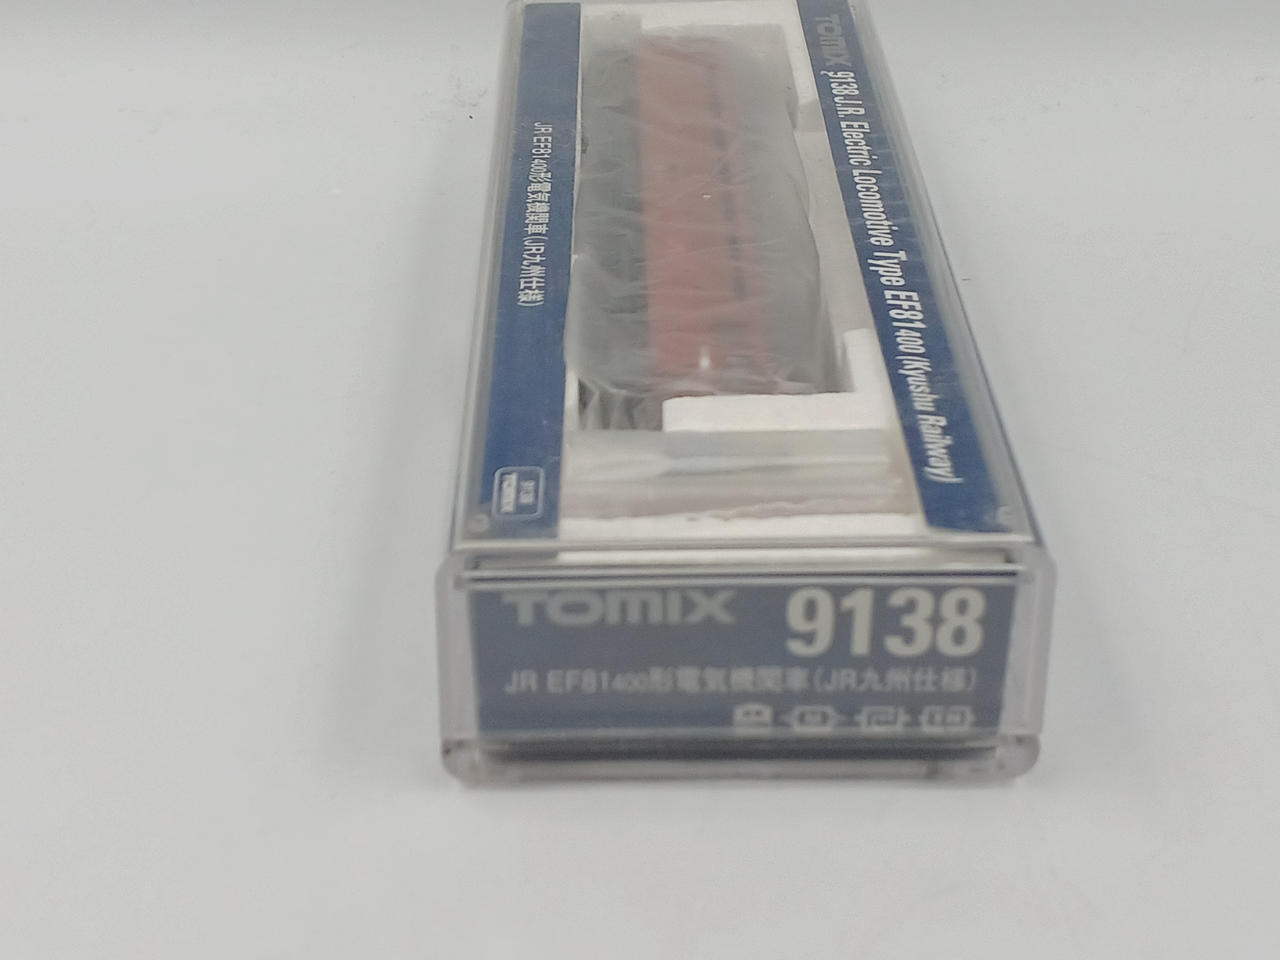 TOMIX
9138 J.R. Electric Locomotive Type EF81400 (Kyushu Railway)
JR EF81400形電気機関車(JR九州仕様)
9138
TOMIX
TOMIX 9138
JR EF81400形電気機関車(JR九州仕様)